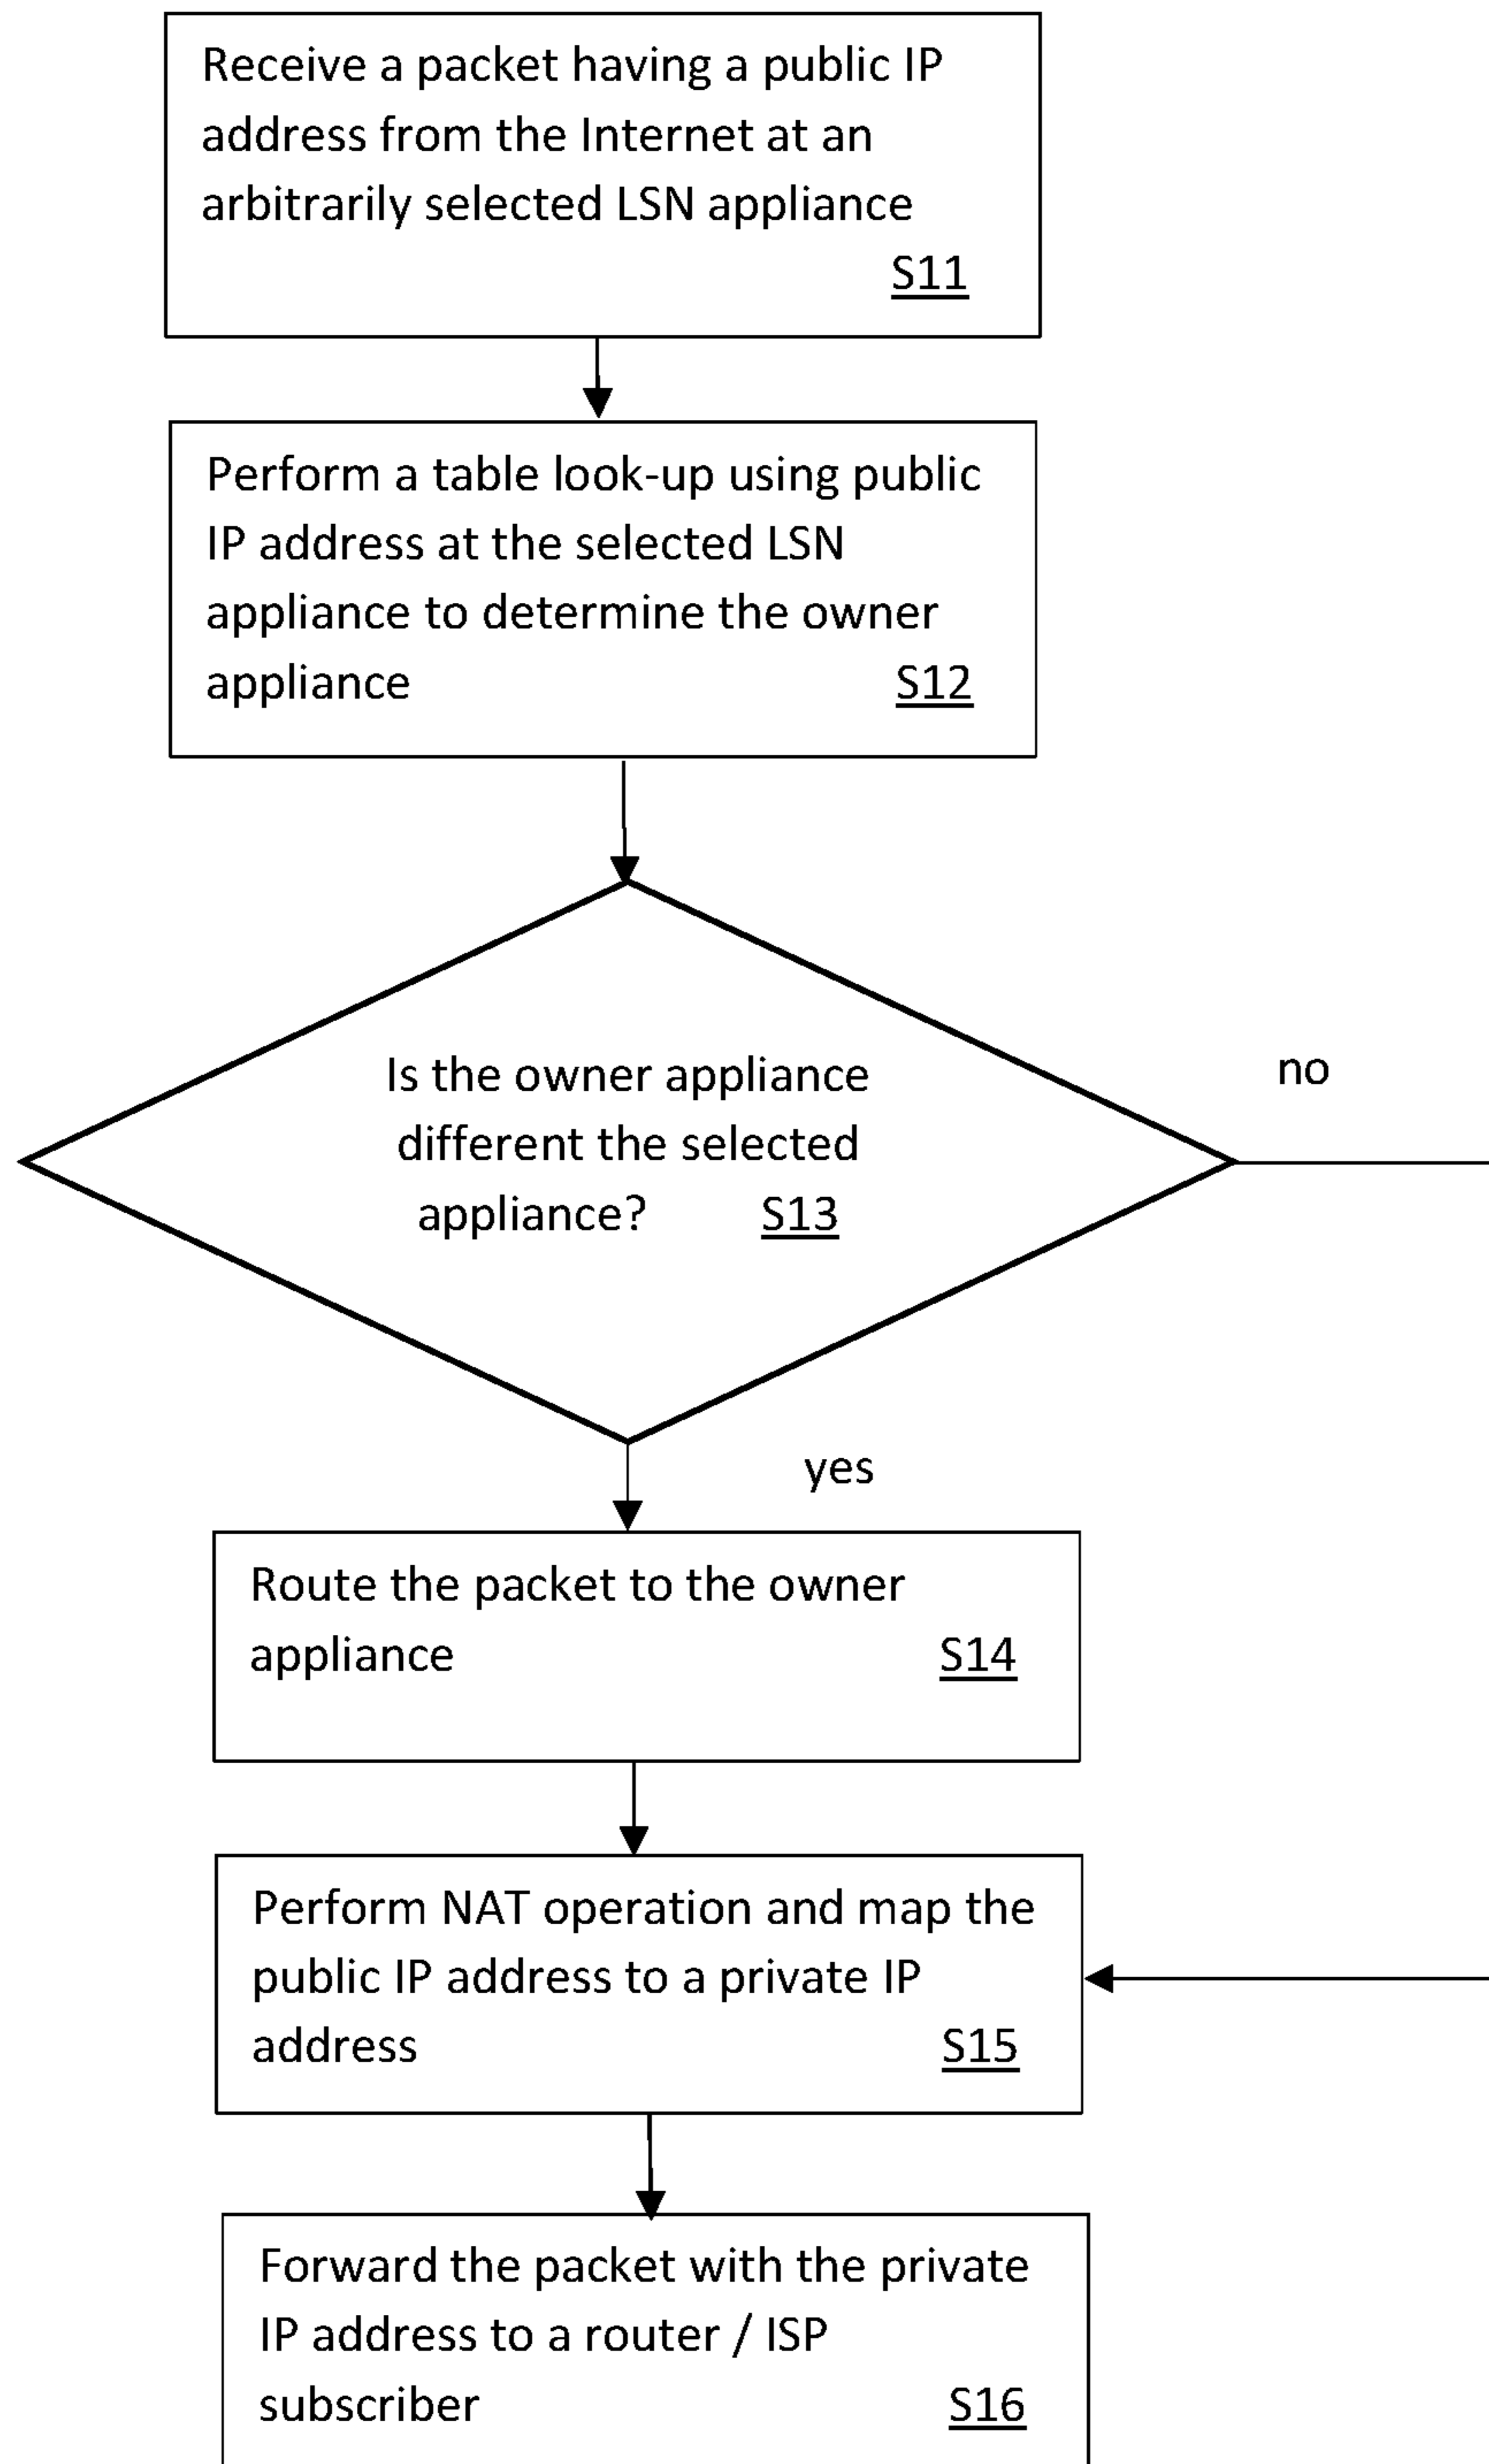 Receive a packet having a public IP
address from the Internet at an
arbitrarily selected LSN appliance
S11
Perform a table look-up using public
IP address at the selected LSN
appliance to determine the owner
appliance S12
Is the owner appliance
different the selected
appliance? S13
no
yes
Route the packet to the owner
appliance S14
Perform NAT operation and map the
public IP address to a private IP
address S15
Forward the packet with the private
IP address to a router / ISP
subscriber S16